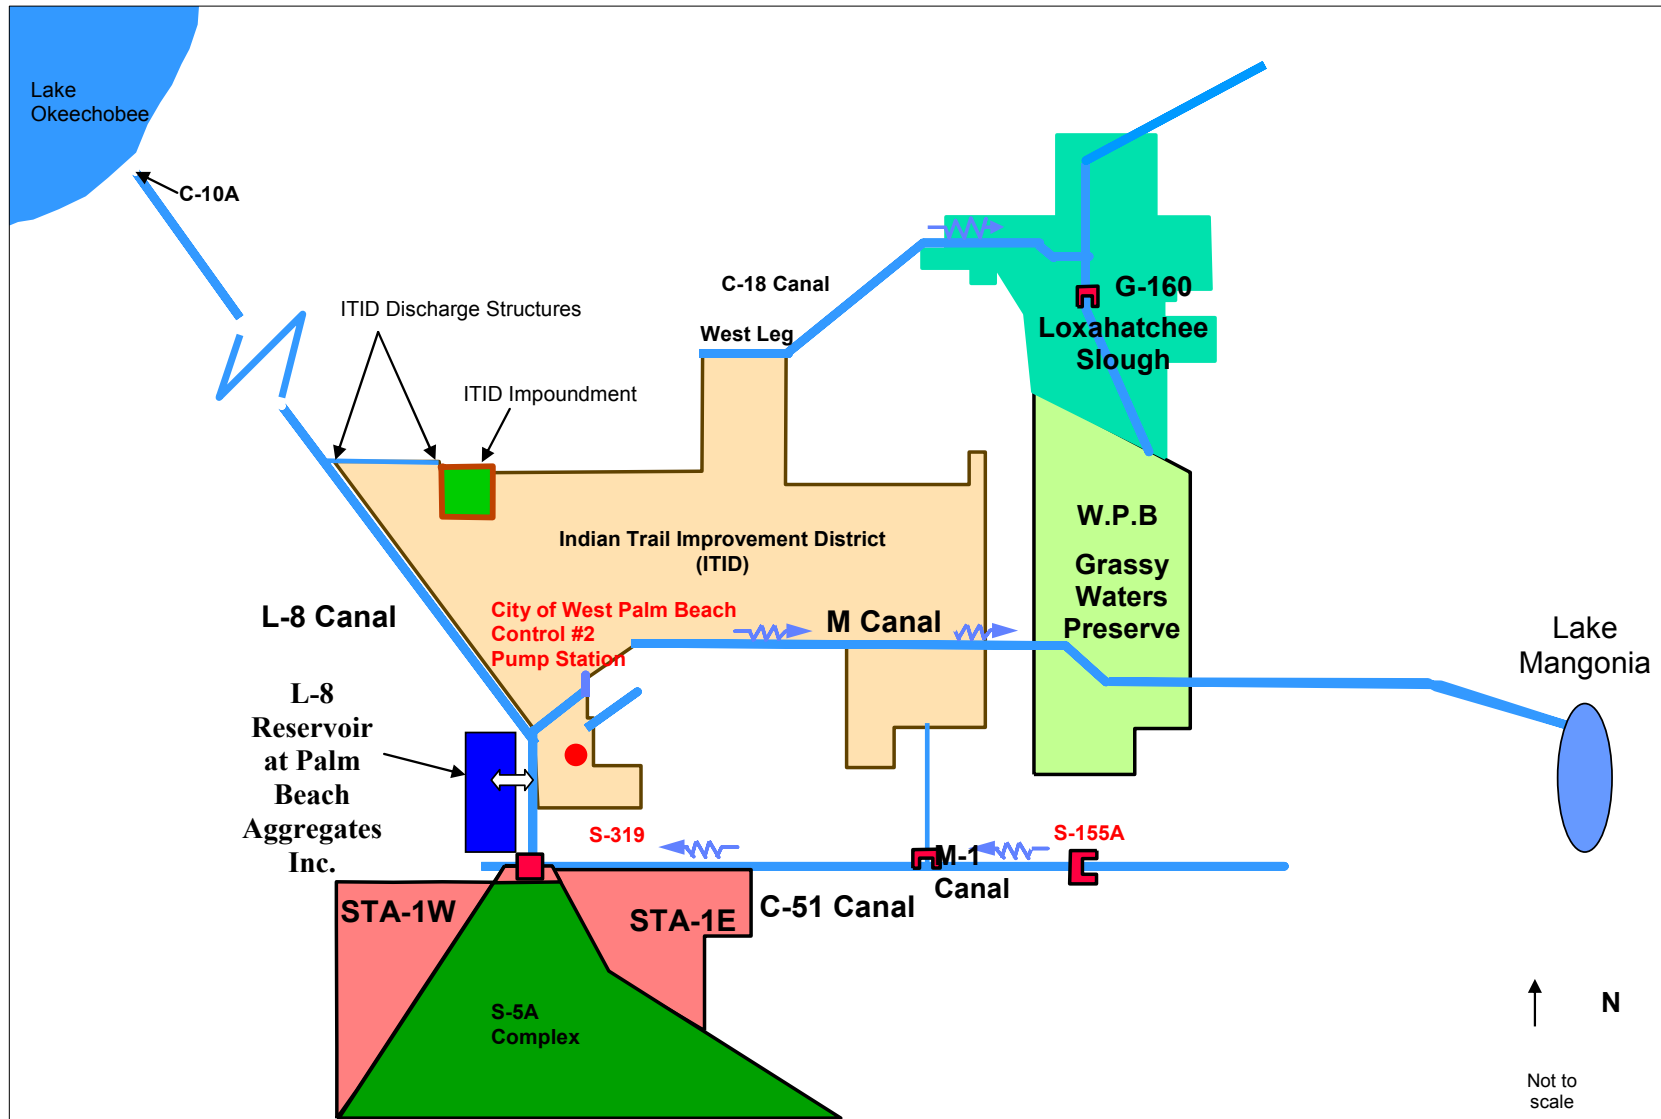 Lake
Okeechobee
C-10A
C-18 Canal
G-160
ITID Discharge Structures
West Leg
Loxahatchee
Slough
ITID Impoundment
W.P.B
Indian Trail Improvement District
(ITID)
Grassy
Waters
Preserve
L-8 Canal
City of West Palm Beach
Control #2
Pump Station
M Canal
Lake
Mangonia
L-8
Reservoir
at Palm
Beach
Aggregates
Inc.
S-319
S-155A
M-1
Canal
C-51 Canal
STA-1W
STA-1E
S-5A
Complex
N
Not to
scale